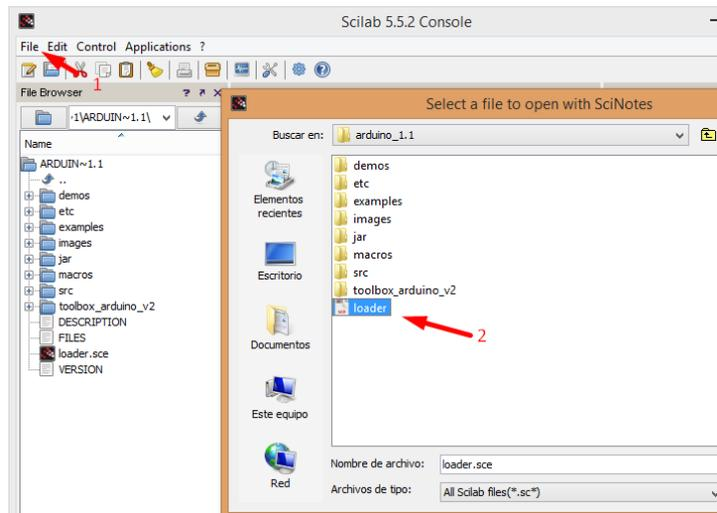 Scilab 5.5.2 Console
File Edit Control Applications ?
1
File Browser ? X
-1\ARDUIN~1.1\
Name
ARDUIN~1.1
..
demos
etc
examples
images
jar
macros
src
toolbox_arduino_v2
DESCRIPTION
FILES
loader.sce
VERSION
Select a file to open with SciNotes
Buscar en: arduino_1.1
Elementos
recientes
Escritorio
Documentos
Este equipo
Red
demos
etc
examples
images
jar
macros
src
toolbox_arduino_v2
loader
2
Nombre de archivo: loader.sce
Archivos de tipo: All Scilab files(*.sc*)